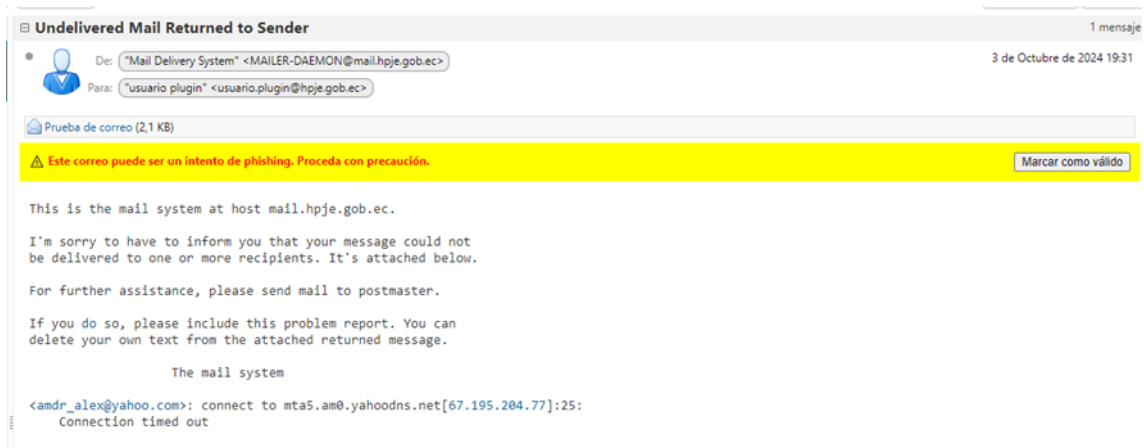 Undelivered Mail Returned to Sender
1 mensaje
De: "Mail Delivery System" <MAILER-DAEMON@mail.hpje.gob.ec>
3 de Octubre de 2024 19:31
Para: "usuario plugin" <usuario.plugin@hpje.gob.ec>
Prueba de correo (2,1 KB)
Este correo puede ser un intento de phishing. Proceda con precaución.
Marcar como válido
This is the mail system at host mail.hpje.gob.ec.
I'm sorry to have to inform you that your message could not
be delivered to one or more recipients. It's attached below.
For further assistance, please send mail to postmaster.
If you do so, please include this problem report. You can
delete your own text from the attached returned message.
The mail system
<amdr_alex@yahoo.com>: connect to mta5.am0.yahoodns.net[67.195.204.77]:25:
Connection timed out